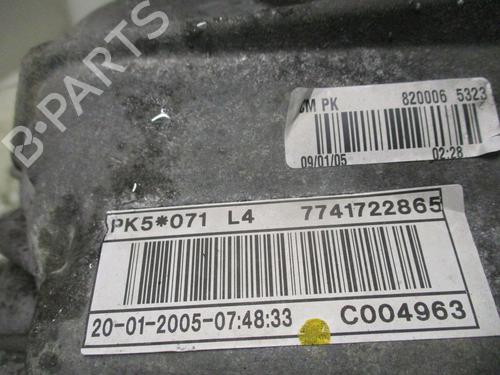 B-PARTS
PK 820006 5323
09/01/05 02:28
PK5*071 L4 7741722865
20-01-2005-07:48:33 C004963